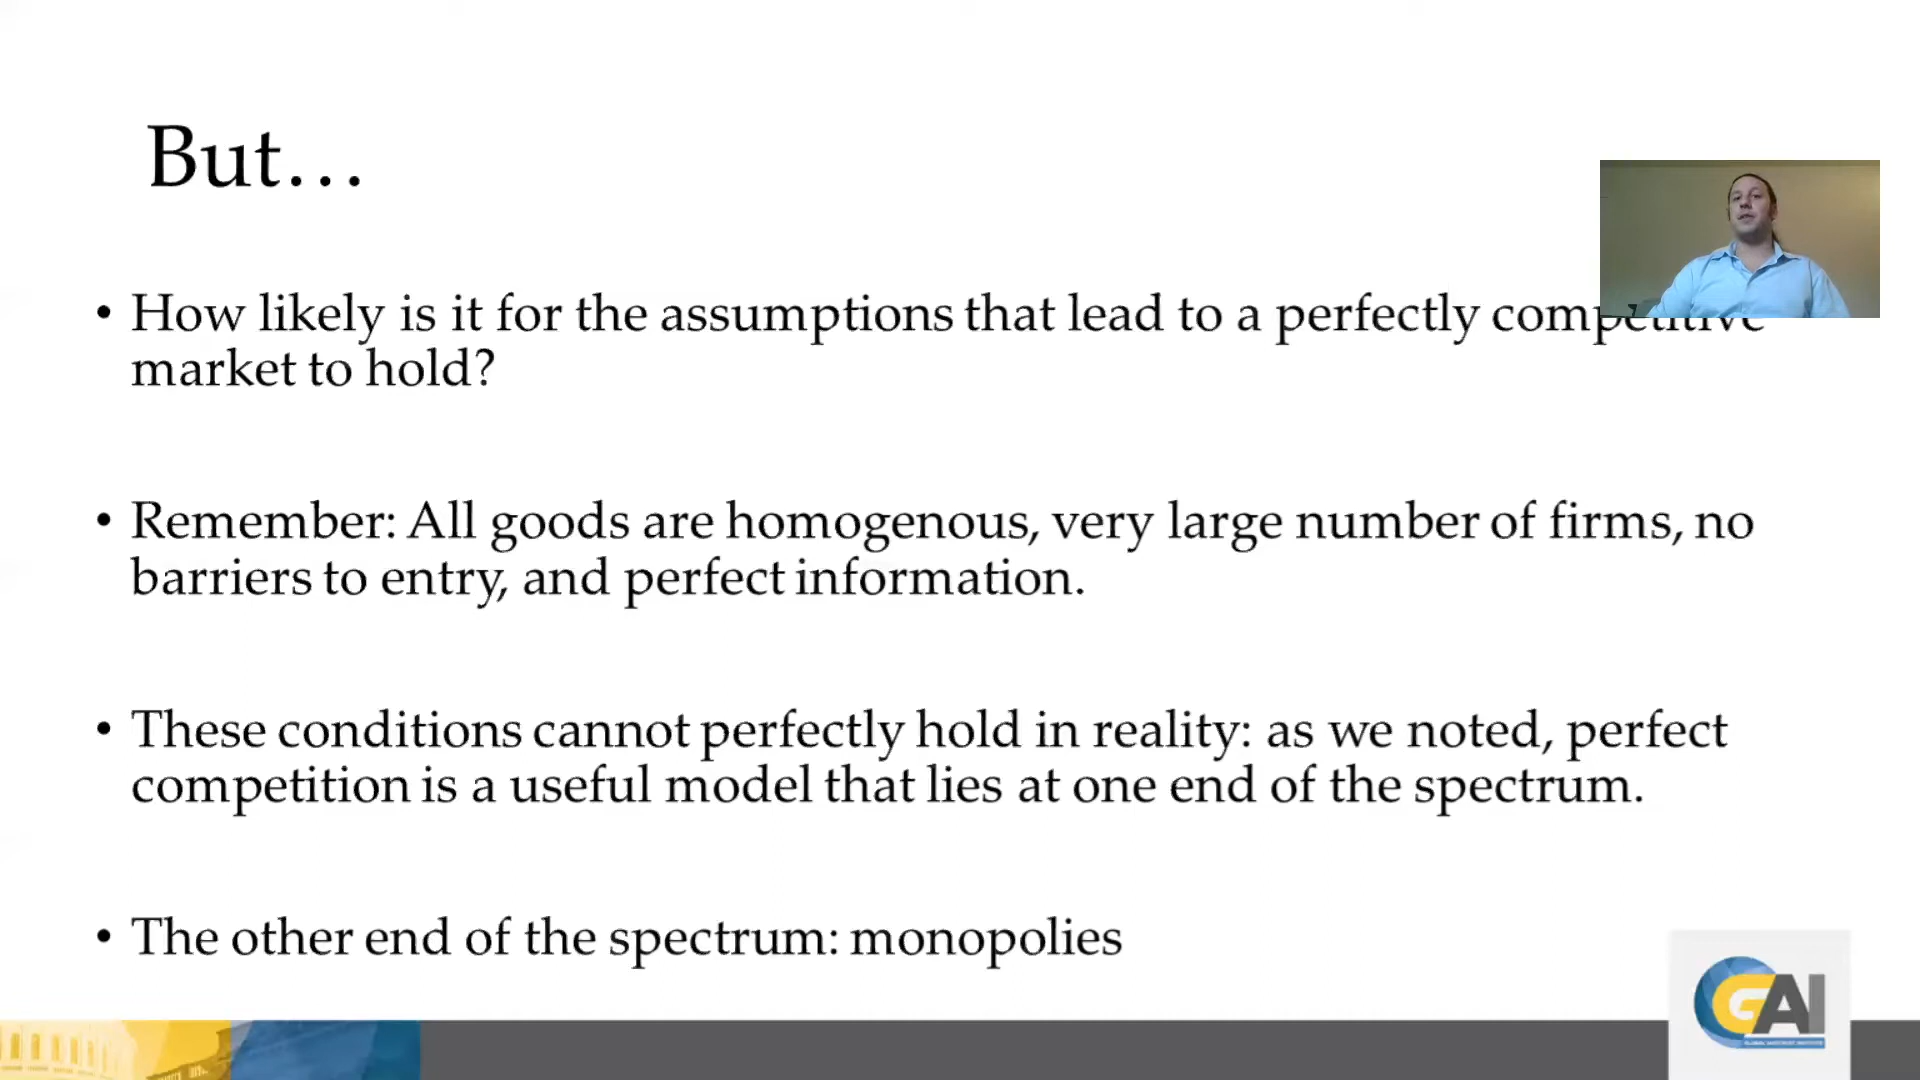 But…
• How likely is it for the assumptions that lead to a perfectly competitive
market to hold?
• Remember: All goods are homogenous, very large number of firms, no
barriers to entry, and perfect information.
• These conditions cannot perfectly hold in reality: as we noted, perfect
competition is a useful model that lies at one end of the spectrum.
• The other end of the spectrum: monopolies
GAI